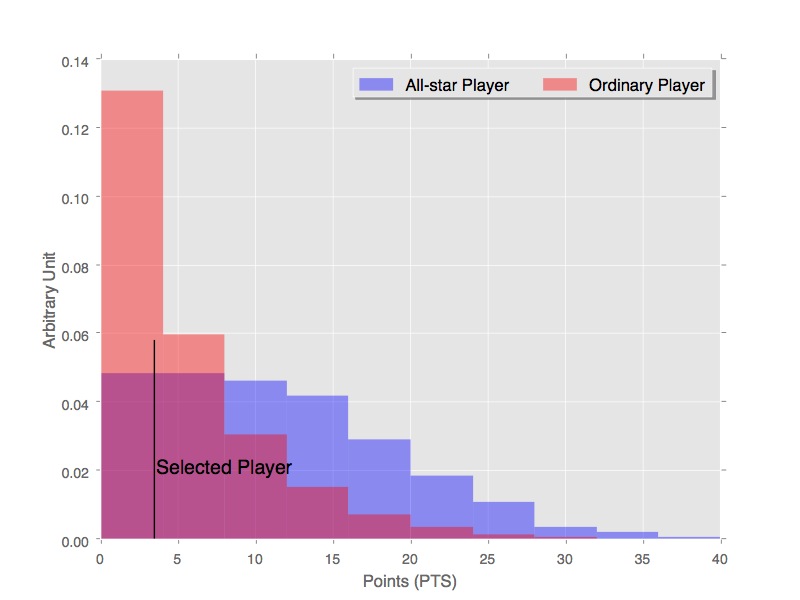 0.14
All-star Player
Ordinary Player
0.12
0.10
0.08
Arbitrary Unit
0.06
0.04
Selected Player
0.02
0.00
0 5 10 15 20 25 30 35 40
Points (PTS)